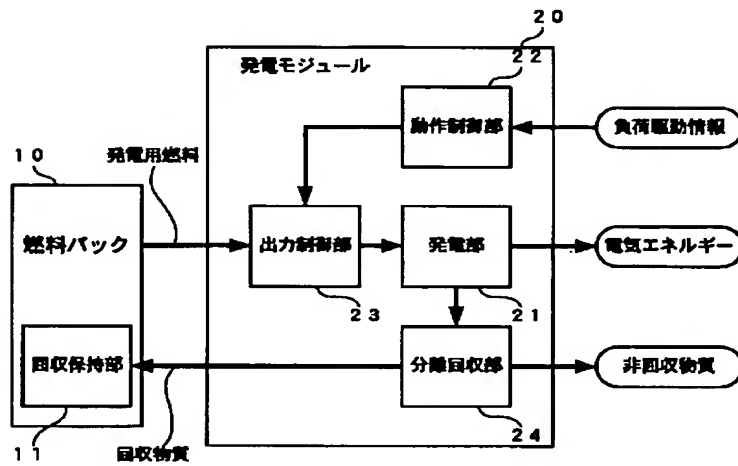 20
発電モジュール
22
動作制御部
負荷駆動情報
10
発電用燃料
燃料パック
出力制御部
発電部
電気エネルギー
23
21
回収保持部
分離回収部
非回収物質
11
回収物質
24